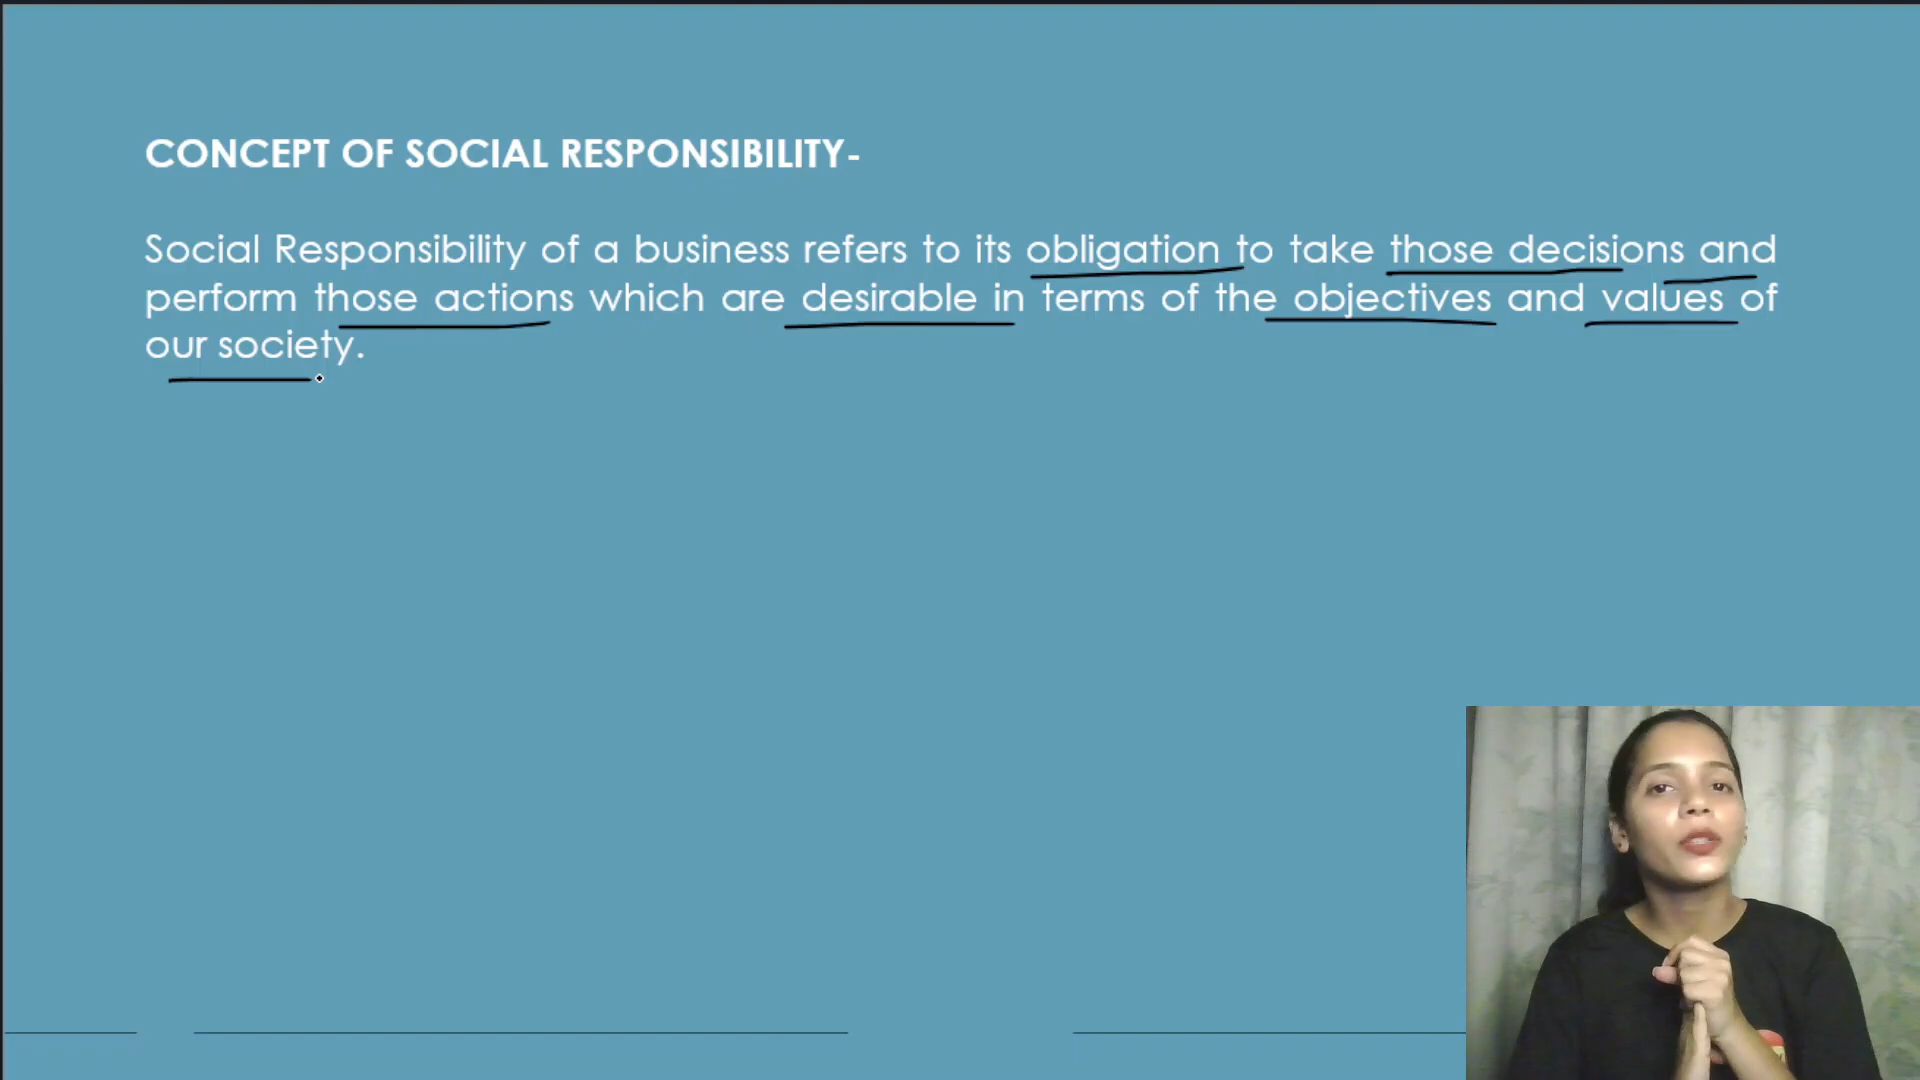 CONCEPT OF SOCIAL RESPONSIBILITY-
Social Responsibility of a business refers to its obligation to take those decisions and
perform those actions which are desirable in terms of the objectives and values of
our society.